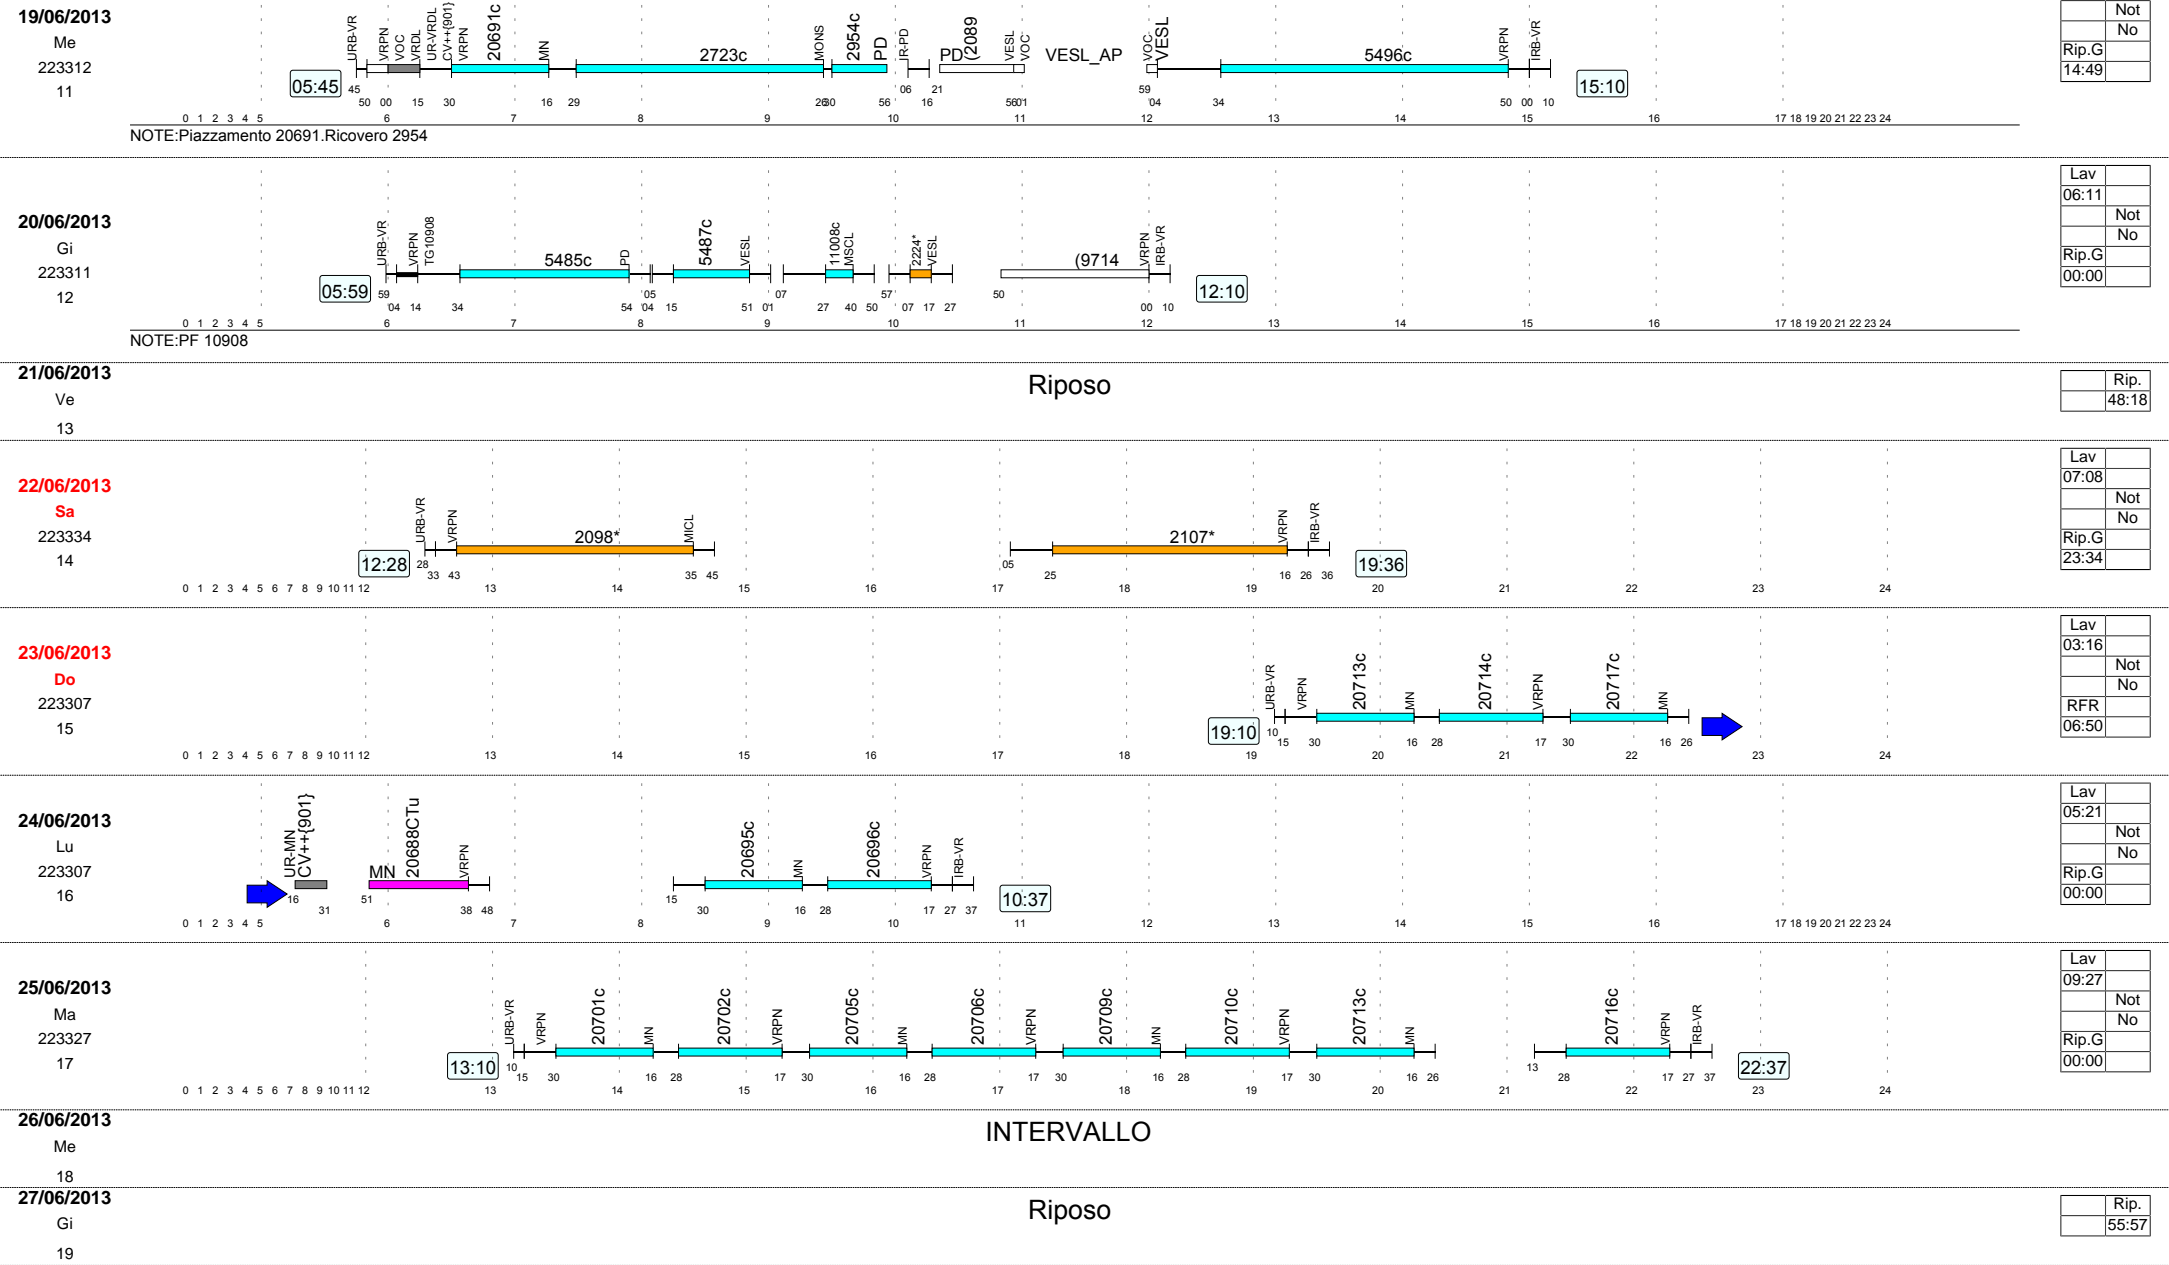 19/06/2013
Me
223312
11
05:45
URB-VR VRPN VOC VRDL UR-VRDL CV++{901} VRPN 20691c MN 2723c MONS 2954c PD IR-PD PD (2089 VESL VOC VESL_AP VOC VESL 5496c VRPN IRB-VR
15:10
45 50 00 15 30 16 29 26 30 56 06 16 21 56 01 59 04 34 50 00 10
0 1 2 3 4 5 6 7 8 9 10 11 12 13 14 15 16 17 18 19 20 21 22 23 24
NOTE:Piazzamento 20691.Ricovero 2954
Not
No
Rip.G
14:49
20/06/2013
Gi
223311
12
05:59
URB-VR VRPN TG10908 5485c PD 5487c VESL 11008c MSCL 2224* VESL (9714 VRPN IRB-VR
12:10
59 04 14 34 54 04 05 15 51 01 07 27 40 50 57 07 17 27 50 00 10
0 1 2 3 4 5 6 7 8 9 10 11 12 13 14 15 16 17 18 19 20 21 22 23 24
NOTE:PF 10908
Lav
06:11
Not
No
Rip.G
00:00
21/06/2013
Ve
13
Riposo
Rip.
48:18
22/06/2013
Sa
223334
14
12:28
URB-VR VRPN 2098* MICL 2107* VRPN IRB-VR
19:36
28 33 43 35 45 05 25 16 26 36
0 1 2 3 4 5 6 7 8 9 10 11 12 13 14 15 16 17 18 19 20 21 22 23 24
Lav
07:08
Not
No
Rip.G
23:34
23/06/2013
Do
223307
15
19:10
URB-VR VRPN 20713c MN 20714c VRPN 20717c MN
10 15 30 16 28 17 30 16 26
0 1 2 3 4 5 6 7 8 9 10 11 12 13 14 15 16 17 18 19 20 21 22 23 24
Lav
03:16
Not
No
RFR
06:50
24/06/2013
Lu
223307
16
UR-MN CV++{901} MN 20688CTu VRPN 20695c MN 20696c VRPN IRB-VR
10:37
16 31 51 38 48 15 30 16 28 17 27 37
0 1 2 3 4 5 6 7 8 9 10 11 12 13 14 15 16 17 18 19 20 21 22 23 24
Lav
05:21
Not
No
Rip.G
00:00
25/06/2013
Ma
223327
17
13:10
URB-VR VRPN 20701c MN 20702c VRPN 20705c MN 20706c VRPN 20709c MN 20710c VRPN 20713c MN 20716c VRPN IRB-VR
22:37
10 15 30 16 28 17 30 16 28 17 30 16 28 17 30 16 26 13 28 17 27 37
0 1 2 3 4 5 6 7 8 9 10 11 12 13 14 15 16 17 18 19 20 21 22 23 24
Lav
09:27
Not
No
Rip.G
00:00
26/06/2013
Me
18
INTERVALLO
27/06/2013
Gi
19
Riposo
Rip.
55:57